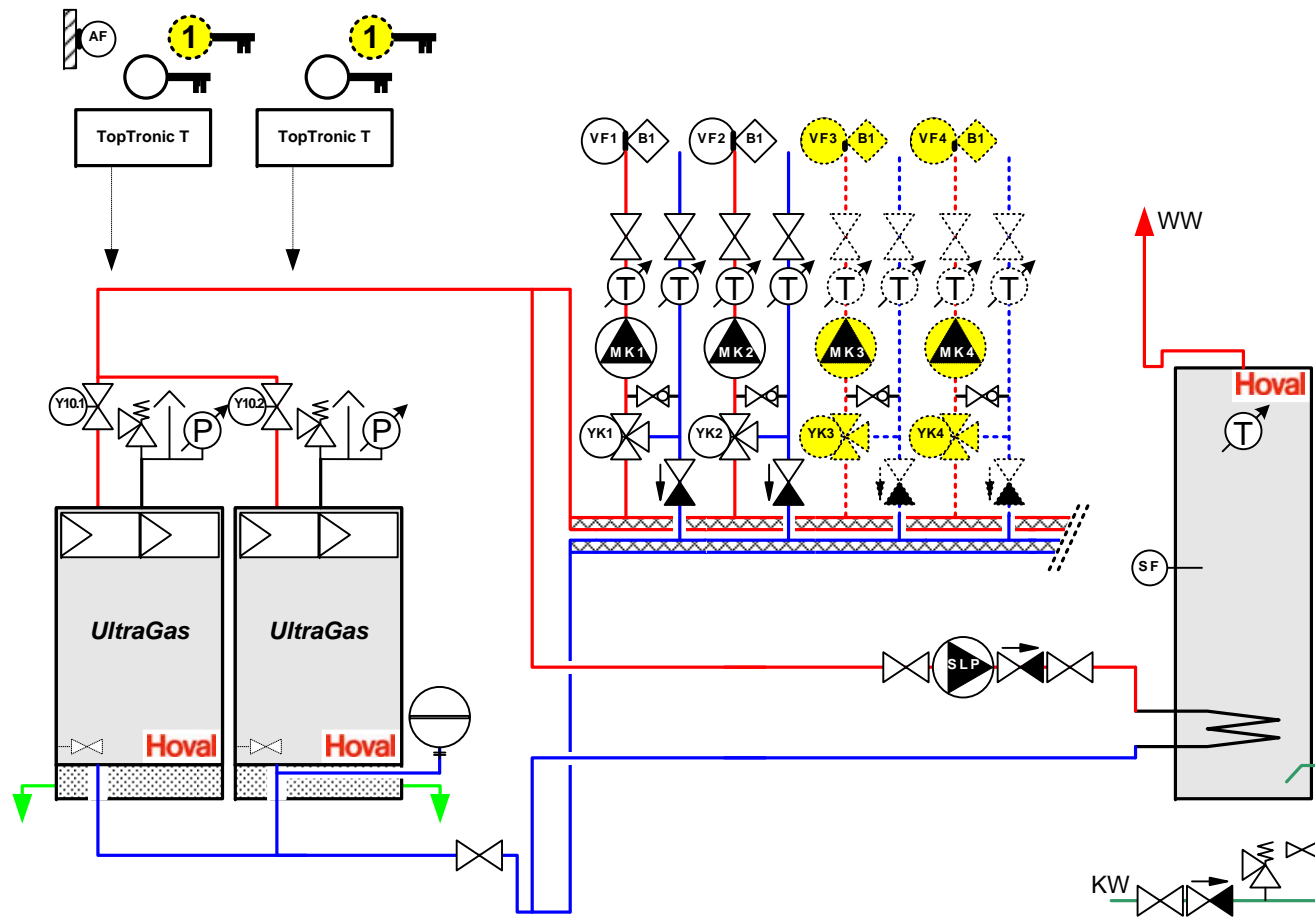 AF
1
1
TopTronic T
TopTronic T
VF1 B1 VF2 B1 VF3 B1 VF4 B1
WW
T T T T T T T T
MK1 MK2 MK3 MK4
Hoval
Y10.1 P Y10.2 P
YK1 YK2 YK3 YK4
T
SF
UltraGas UltraGas
SLP
Hoval Hoval
KW